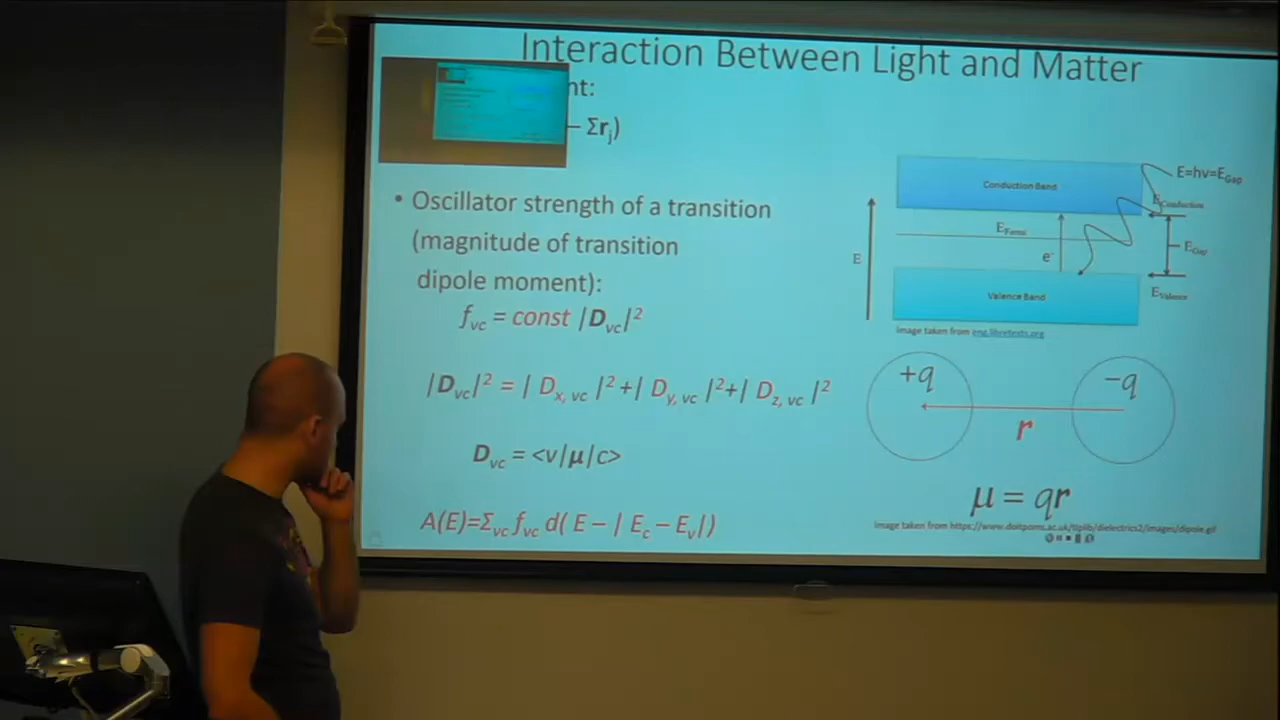 Interaction Between Light and Matter
nt:
– Σrj)
• Oscillator strength of a transition
(magnitude of transition
dipole moment):
fvc = const |Dvc|²
|Dvc|² = | Dx, vc |²+| Dy, vc |²+| Dz, vc |²
Dvc = <v|μ|c>
A(E)=Σvc fvc d( E – | Ec – Ev|)
Conduction Band
E=hν=EGap
EConduction
EFermi
E
e-
EGap
Valence Band
EValence
Image taken from eng.libretexts.org
+q
−q
r
μ = qr
Image taken from https://www.doitpoms.ac.uk/tlplib/dielectrics2/images/dipole.gif